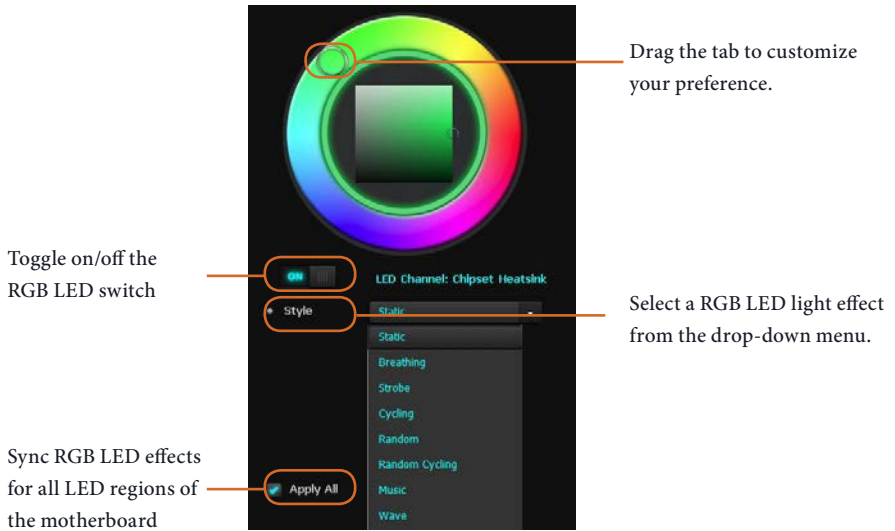 Drag the tab to customize
your preference.
Toggle on/off the
RGB LED switch
ON
LED Channel: Chipset Heatsink
Style
Static
Select a RGB LED light effect
from the drop-down menu.
Static
Breathing
Strobe
Cycling
Random
Random Cycling
Music
Wave
Sync RGB LED effects
for all LED regions of
the motherboard
Apply All